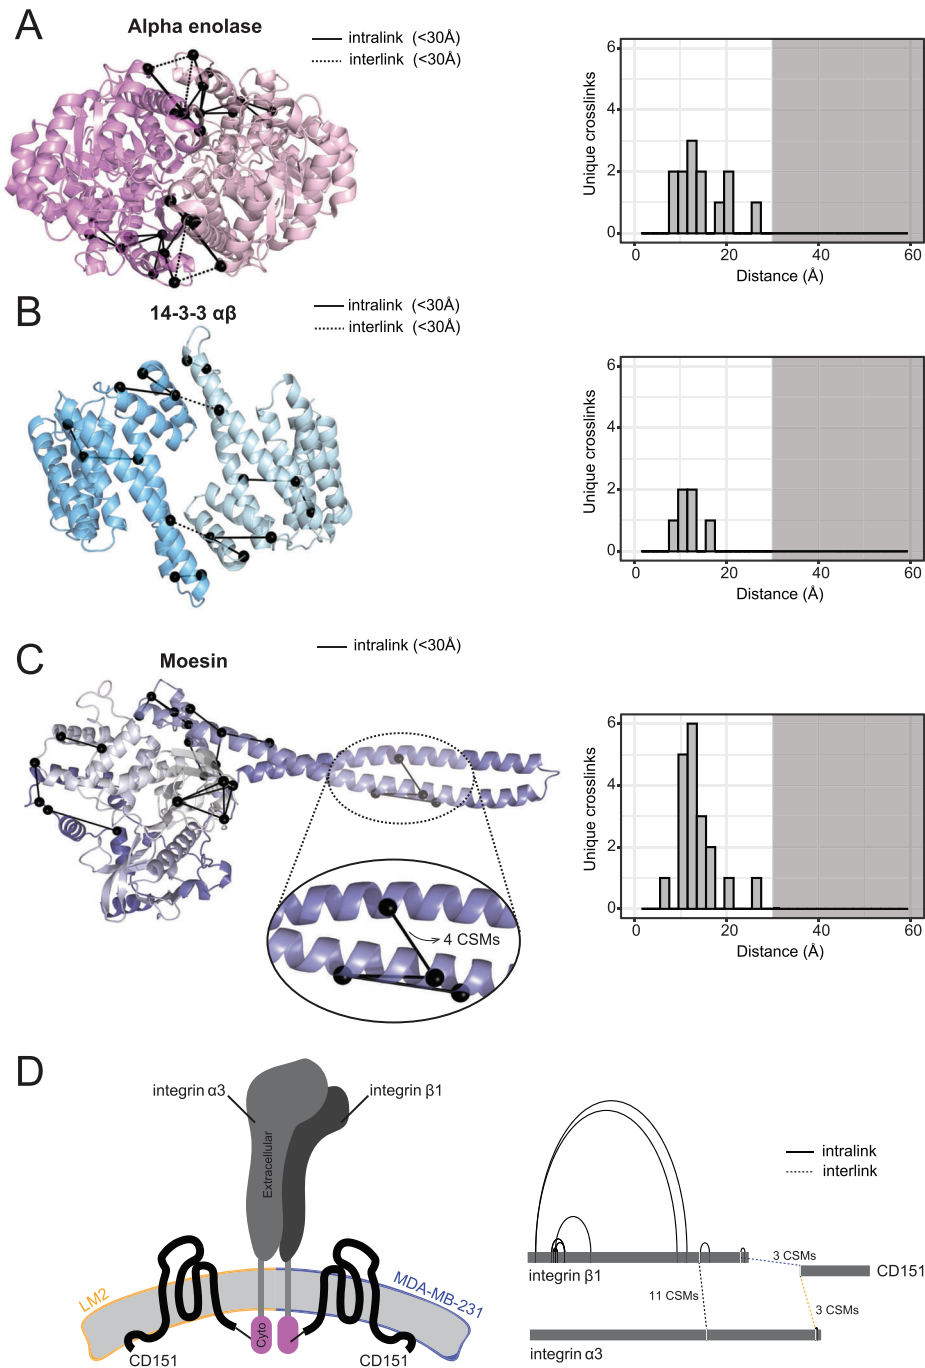 A
Alpha enolase
intralink (<30Å)
interlink (<30Å)
Unique crosslinks
6
4
2
0
0 20 40 60
Distance (Å)
B
14-3-3 αβ
intralink (<30Å)
interlink (<30Å)
Unique crosslinks
6
4
2
0
0 20 40 60
Distance (Å)
C
Moesin
intralink (<30Å)
4 CSMs
Unique crosslinks
6
4
2
0
0 20 40 60
Distance (Å)
D
integrin α3
integrin β1
Extracellular
LM2
MDA-MB-231
Cyto
CD151
CD151
intralink
interlink
3 CSMs
integrin β1
CD151
11 CSMs
3 CSMs
integrin α3